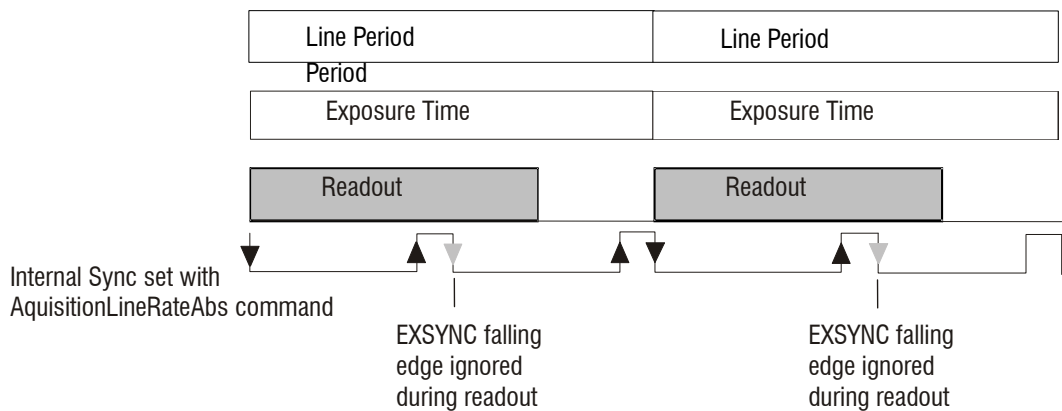 Line Period
Period
Line Period
Exposure Time
Exposure Time
Readout
Readout
Internal Sync set with
AquisitionLineRateAbs command
EXSYNC falling
edge ignored
during readout
EXSYNC falling
edge ignored
during readout